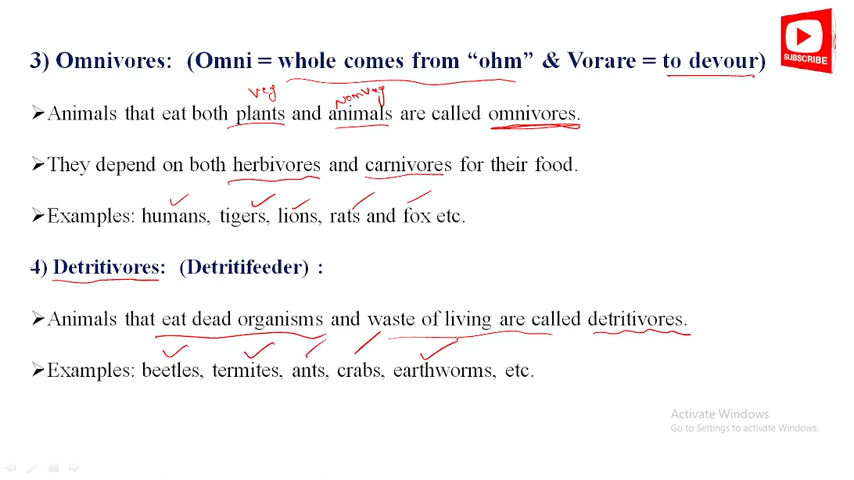 SUBSCRIBE
3) Omnivores: (Omni = whole comes from “ohm” & Vorare = to devour)
veg
Nonveg
➢Animals that eat both plants and animals are called omnivores.
➢They depend on both herbivores and carnivores for their food.
➢Examples: humans, tigers, lions, rats and fox etc.
4) Detritivores: (Detritifeeder) :
➢Animals that eat dead organisms and waste of living are called detritivores.
➢Examples: beetles, termites, ants, crabs, earthworms, etc.
Activate Windows
Go to Settings to activate Windows.